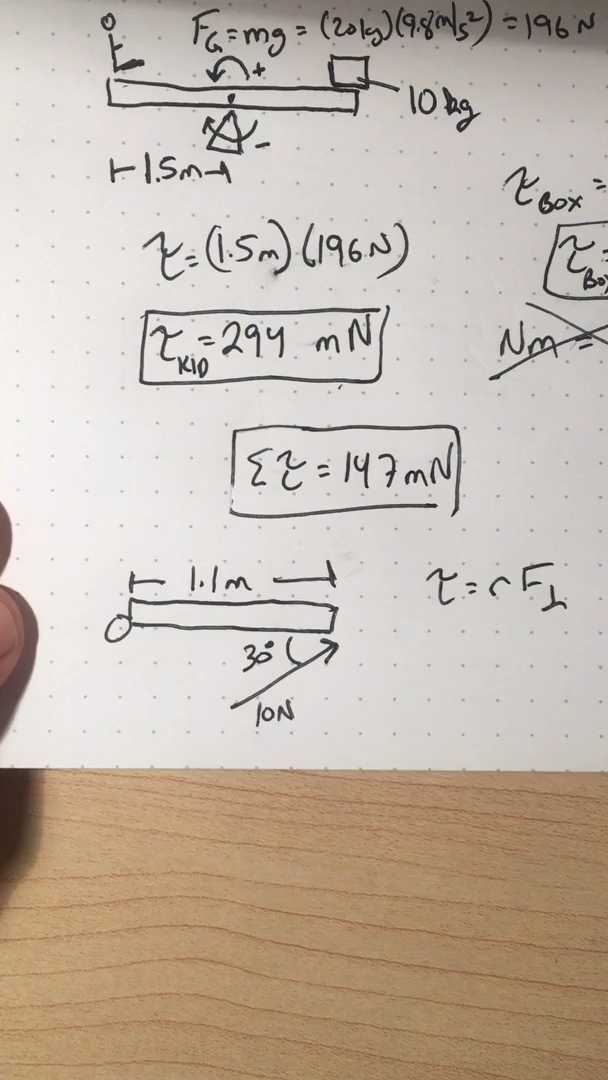 F_G = mg = (20kg)(9.8m/s²) = 196 N
+
10 kg
-
1.5m
τ_BOX =
τ = (1.5m)(196N)
τ_BOX
τ_KID = 294 mN
Nm =
Στ = 147 mN
1.1m
τ = r F⊥
30°
10N